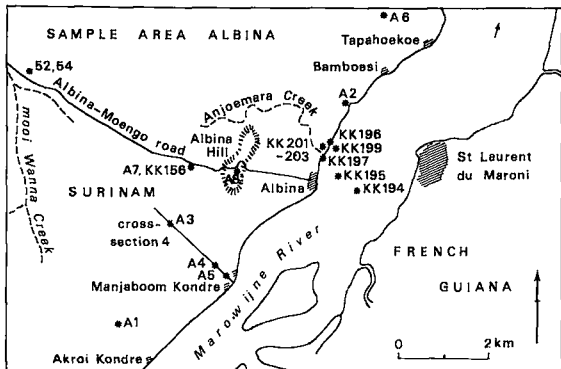 SAMPLE AREA ALBINA
A6
Tapahoekoe
Bamboesi
52,54
Albina-Moengo road
Anjoemara Creek
A2
mooi Wanna Creek
Albina Hill
KK201
-203
KK196
KK199
KK197
KK195
KK194
St Laurent
du Maroni
A7, KK156
A8
Albina
SURINAM
A3
cross-
section 4
A4
A5
Manjaboom Kondre
Marowijne River
FRENCH
GUIANA
A1
Akroi Kondre
0 2 km